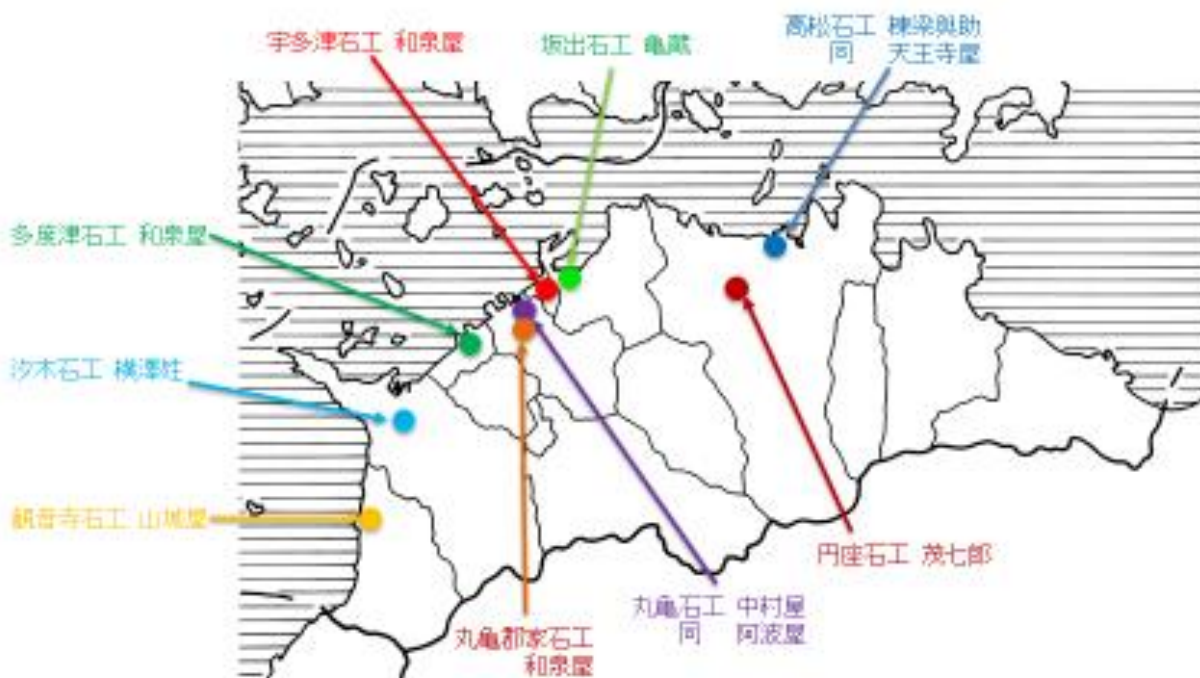 宇多津石工 和泉屋
坂出石工 亀蔵
高松石工 棟梁與助
同 天王寺屋
多度津石工 和泉屋
汐木石工 横澤姓
観音寺石工 山城屋
円座石工 茂七郎
丸亀石工 中村屋
同 阿波屋
丸亀郡家石工
和泉屋